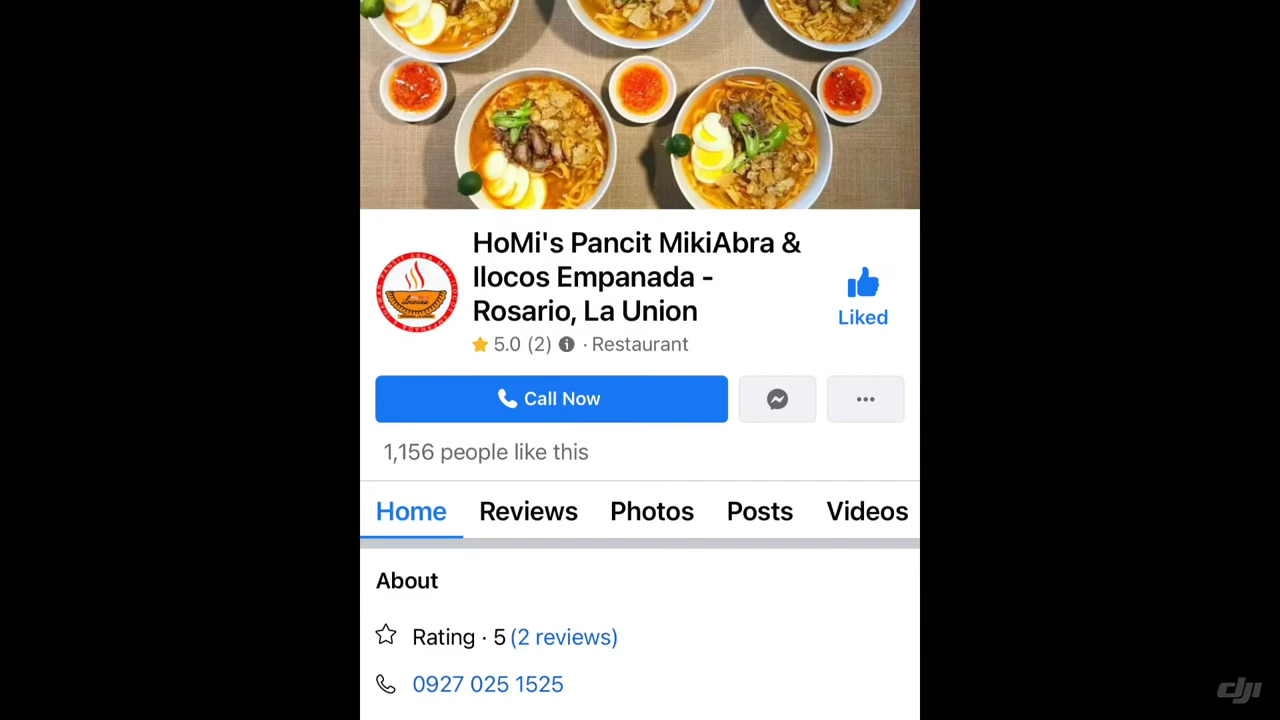 HoMi's Pancit MikiAbra &
Ilocos Empanada -
Rosario, La Union
Liked
5.0 (2) · Restaurant
Call Now
1,156 people like this
Home Reviews Photos Posts Videos
About
Rating · 5 (2 reviews)
0927 025 1525
dji